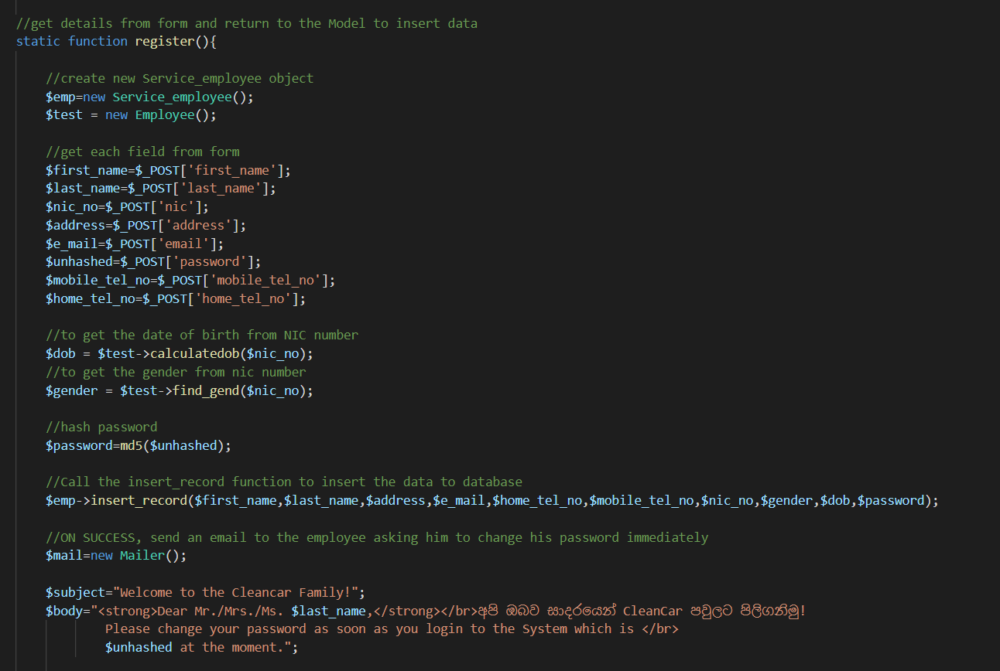 //get details from form and return to the Model to insert data
static function register(){
//create new Service_employee object
$emp=new Service_employee();
$test = new Employee();
//get each field from form
$first_name=$_POST['first_name'];
$last_name=$_POST['last_name'];
$nic_no=$_POST['nic'];
$address=$_POST['address'];
$e_mail=$_POST['email'];
$unhashed=$_POST['password'];
$mobile_tel_no=$_POST['mobile_tel_no'];
$home_tel_no=$_POST['home_tel_no'];
//to get the date of birth from NIC number
$dob = $test->calculatedob($nic_no);
//to get the gender from nic number
$gender = $test->find_gend($nic_no);
//hash password
$password=md5($unhashed);
//Call the insert_record function to insert the data to database
$emp->insert_record($first_name,$last_name,$address,$e_mail,$home_tel_no,$mobile_tel_no,$nic_no,$gender,$dob,$password);
//ON SUCCESS, send an email to the employee asking him to change his password immediately
$mail=new Mailer();
$subject="Welcome to the Cleancar Family!";
$body="<strong>Dear Mr./Mrs./Ms. $last_name,</strong></br>අපි ඔබව සාදරයෙන් CleanCar පවුලට පිලිගනිමු!
Please change your password as soon as you login to the System which is </br>
$unhashed at the moment.";